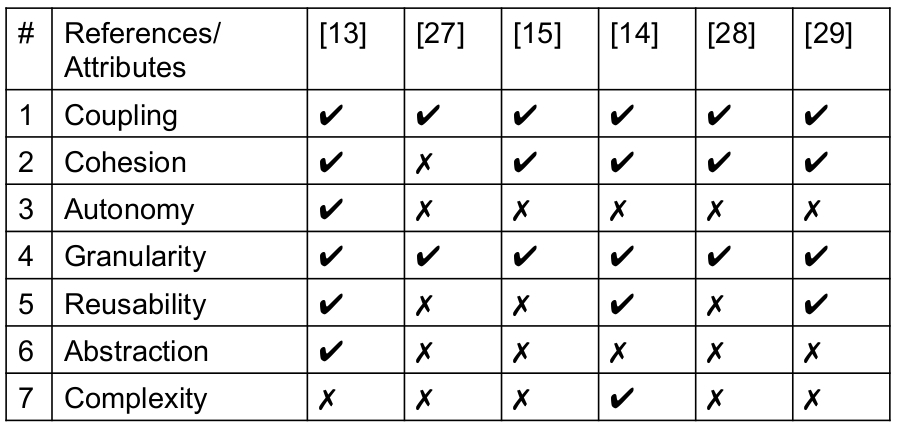 # References/ [13] [27] [15] [14] [28] [29]
Attributes
1 Coupling ✔ ✔ ✔ ✔ ✔ ✔
2 Cohesion ✔ ✗ ✔ ✔ ✔ ✔
3 Autonomy ✔ ✗ ✗ ✗ ✗ ✗
4 Granularity ✔ ✔ ✔ ✔ ✔ ✔
5 Reusability ✔ ✗ ✗ ✔ ✗ ✔
6 Abstraction ✔ ✗ ✗ ✗ ✗ ✗
7 Complexity ✗ ✗ ✗ ✔ ✗ ✗